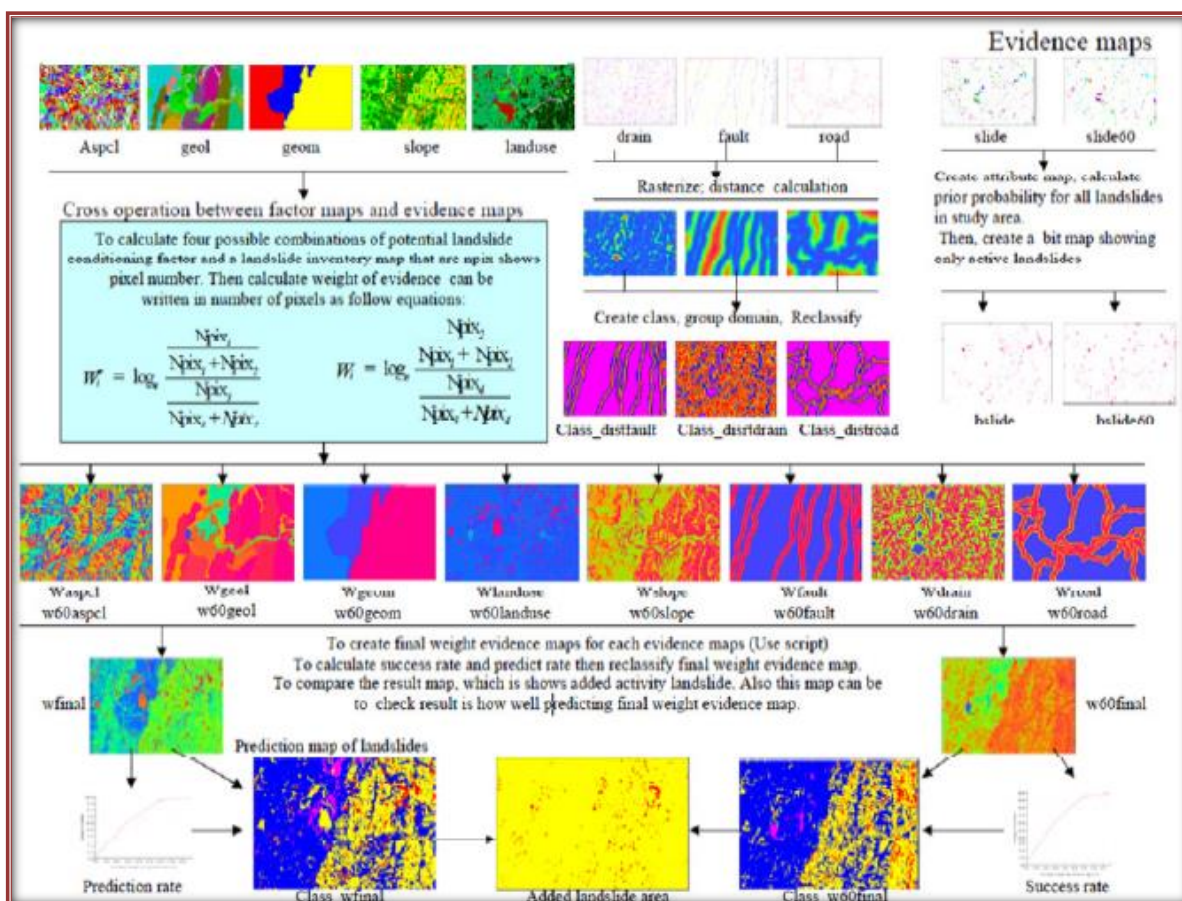 Evidence maps
Aspcl geol geom slope landuse
drain fault road
slide slide60
Rasterize; distance calculation
Create attribute map, calculate
prior probability for all landslides
in study area.
Then, create a bit map showing
only active landslides
Cross operation between factor maps and evidence maps
To calculate four possible combinations of potential landslide
conditioning factor and a landslide inventory map that are npix shows
pixel number. Then calculate weight of evidence can be
written in number of pixels as follow equations:
Create class, group domain, Reclassify
Class_distfault Class_disrtdrain Class_distroad
bslide bslide60
Waspcl Wgeol Wgeom Wlanduse Wslope Wfault Wdrain Wroad
w60aspcl w60geol w60geom w60landuse w60slope w60fault w60drain w60road
To create final weight evidence maps for each evidence maps (Use script)
To calculate success rate and predict rate then reclassify final weight evidence map.
To compare the result map, which is shows added activity landslide. Also this map can be
to check result is how well predicting final weight evidence map.
wfinal
w60final
Prediction map of landslides
Prediction rate
Class_wfinal
Added landslide area
Class_w60final
Success rate